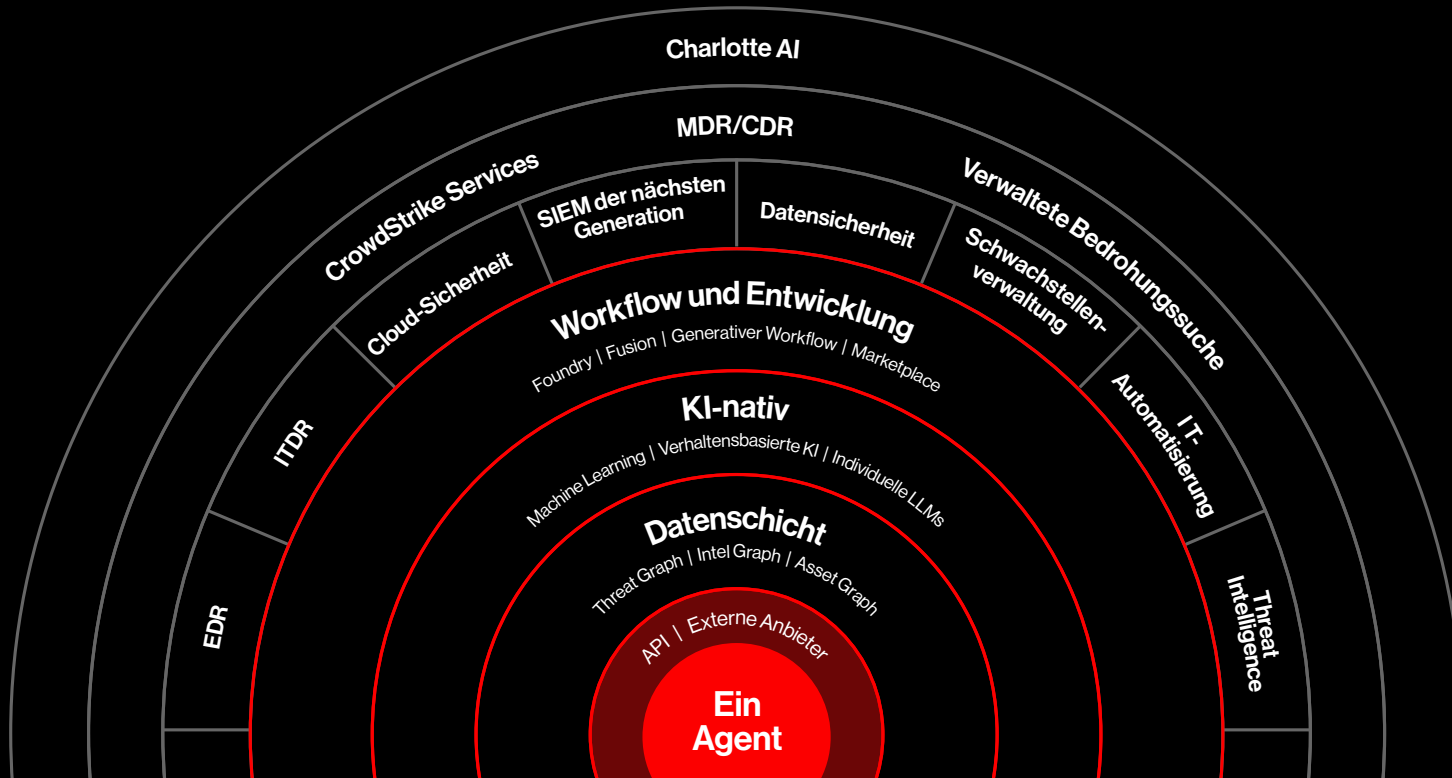 Charlotte AI
CrowdStrike Services
MDR/CDR
Verwaltete Bedrohungssuche
EDR
ITDR
Cloud-Sicherheit
SIEM der nächsten
Generation
Datensicherheit
Schwachstellen-
verwaltung
IT-
Automatisierung
Threat
Intelligence
Workflow und Entwicklung
Foundry | Fusion | Generativer Workflow | Marketplace
KI-nativ
Machine Learning | Verhaltensbasierte KI | Individuelle LLMs
Datenschicht
Threat Graph | Intel Graph | Asset Graph
API | Externe Anbieter
Ein
Agent